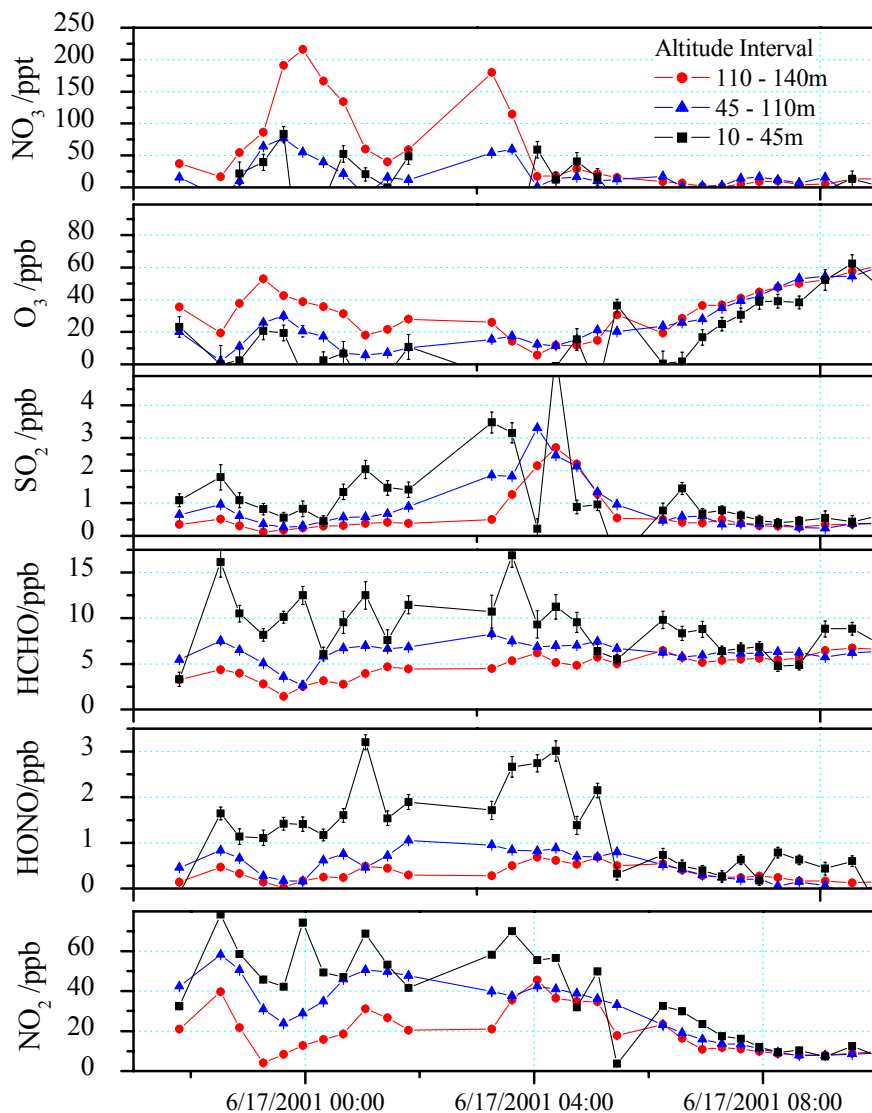 Altitude Interval
110 - 140m
45 - 110m
10 - 45m
NO3 /ppt
250
200
150
100
50
0
O3/ppb
80
60
40
20
0
SO2 /ppb
4
3
2
1
0
HCHO/ppb
15
10
5
0
HONO/ppb
3
2
1
0
NO2 /ppb
60
40
20
0
6/17/2001 00:00 6/17/2001 04:00 6/17/2001 08:00